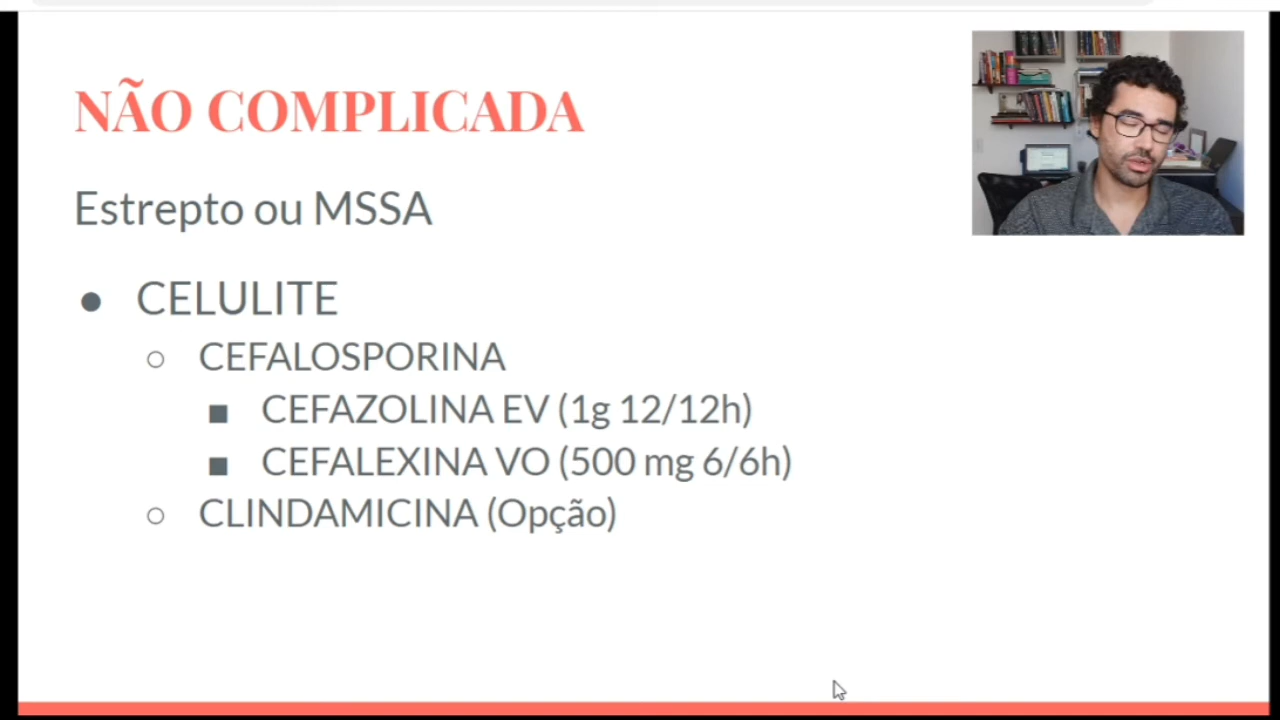 NÃO COMPLICADA
Estrepto ou MSSA
● CELULITE
○ CEFALOSPORINA
■ CEFAZOLINA EV (1g 12/12h)
■ CEFALEXINA VO (500 mg 6/6h)
○ CLINDAMICINA (Opção)